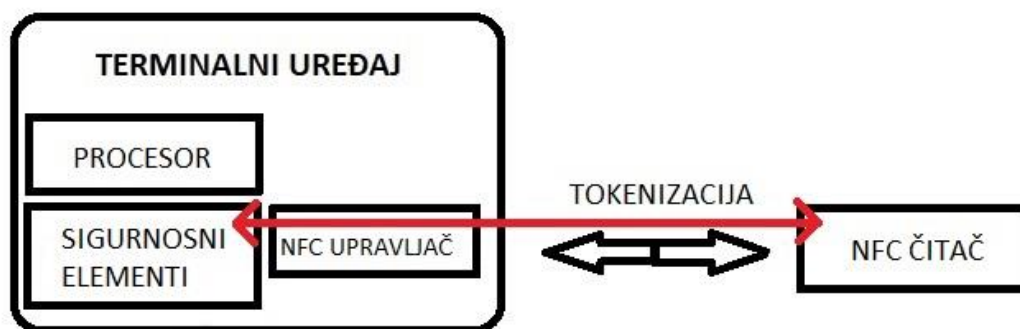 TERMINALNI UREĐAJ
PROCESOR
TOKENIZACIJA
SIGURNOSNI
ELEMENTI
NFC UPRAVLJAČ
NFC ČITAČ